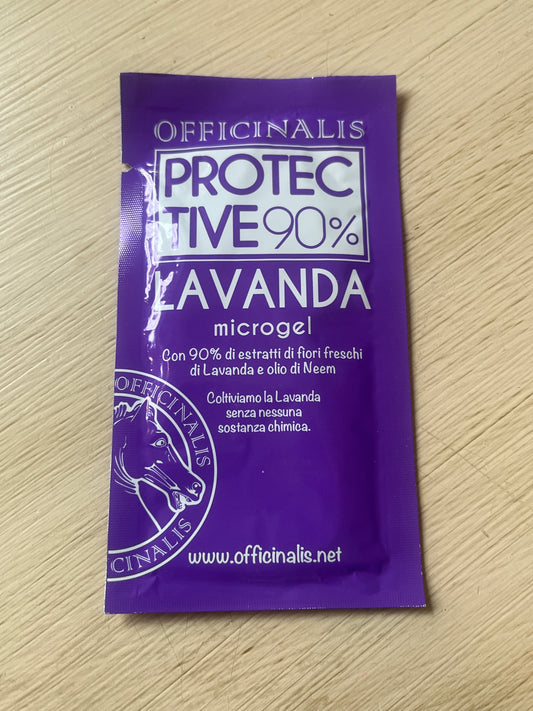 OFFICINALIS
PROTEC
TIVE 90%
LAVANDA
microgel
Con 90% di estratti di fiori freschi
di Lavanda e olio di Neem
Coltiviamo la Lavanda
senza nessuna
sostanza chimica.
OFFICINALIS
CINALIS
www.officinalis.net